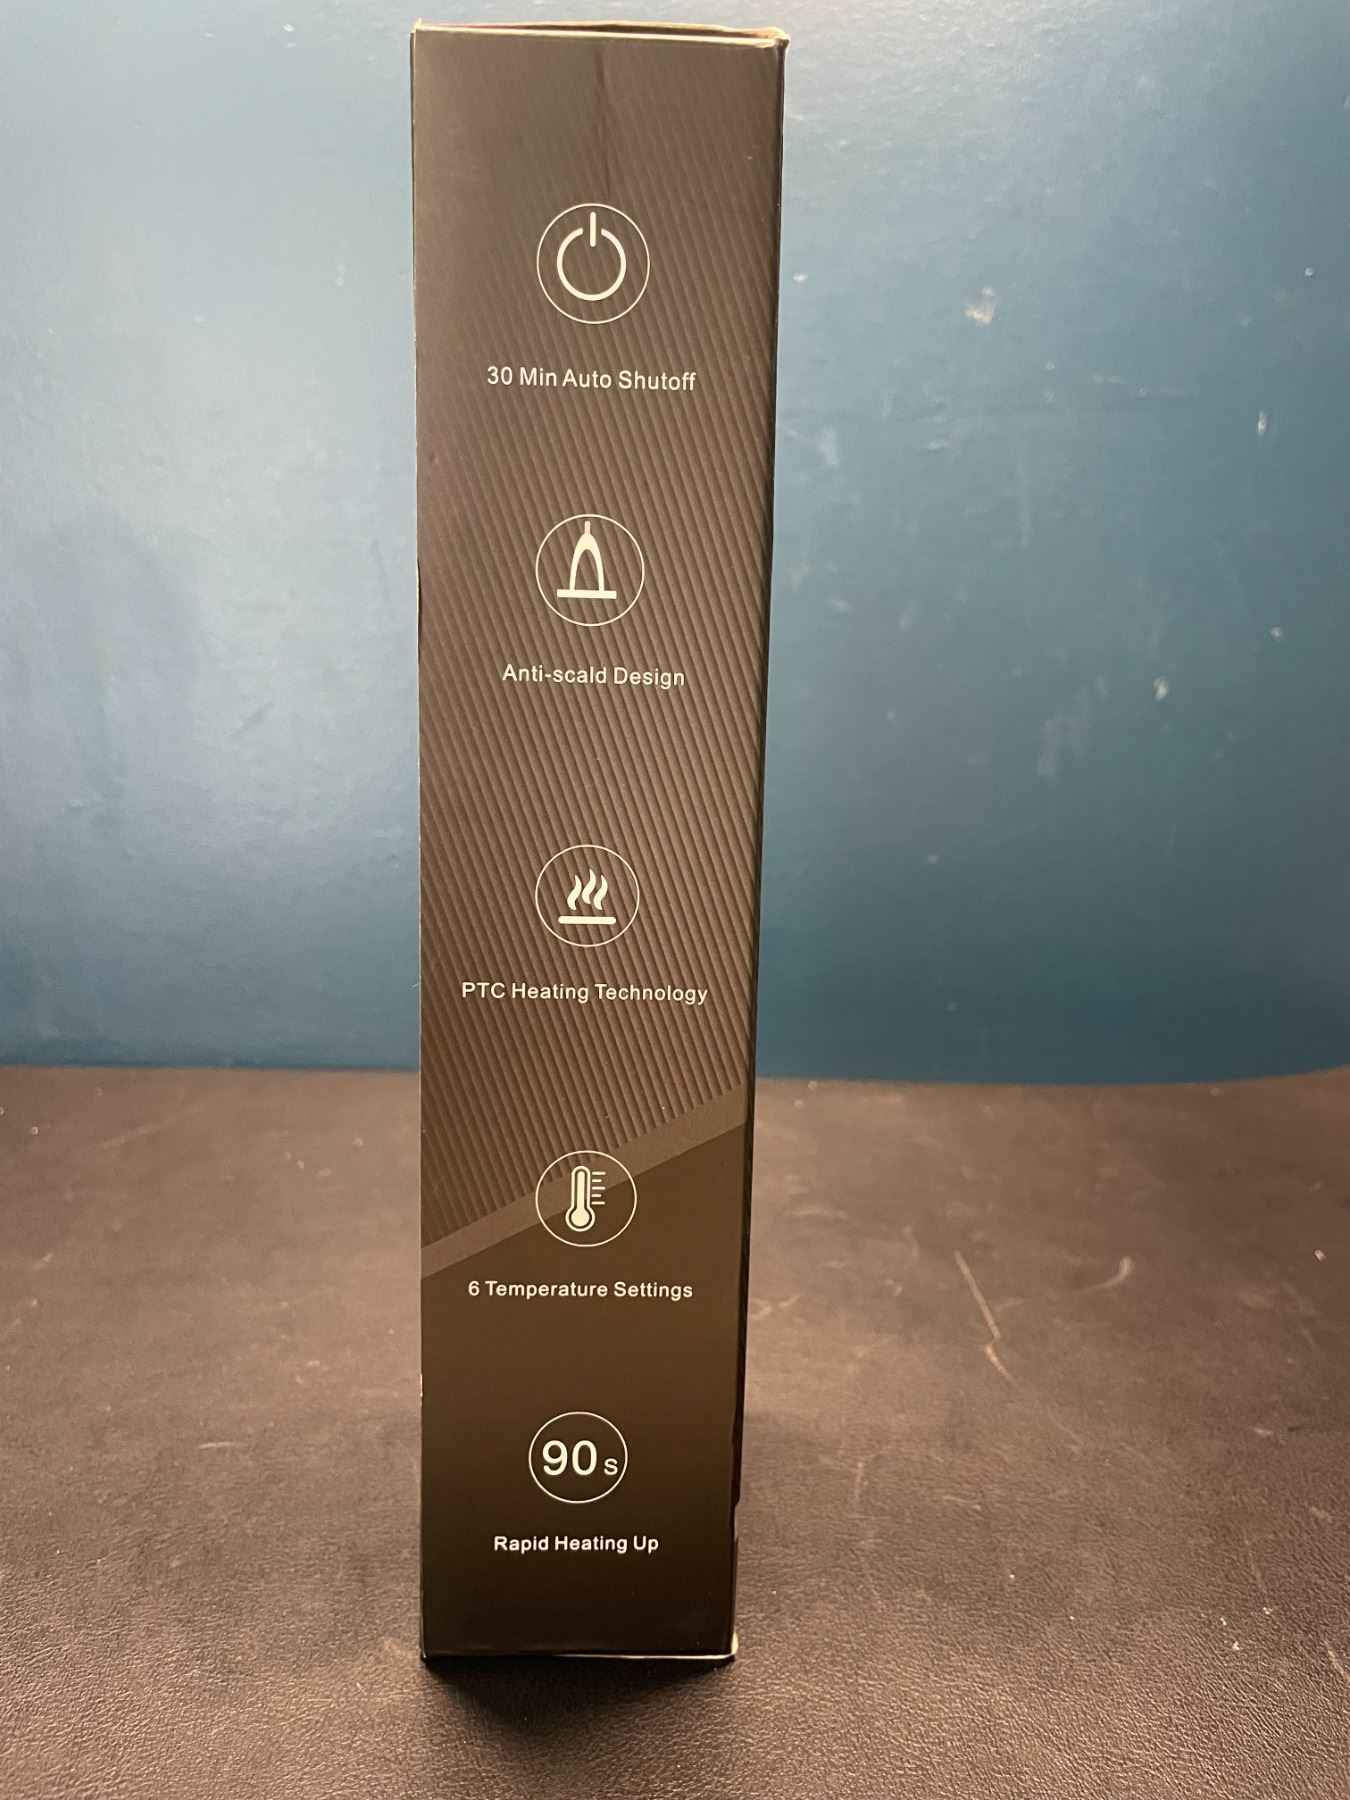 30 Min Auto Shutoff
Anti-scald Design
PTC Heating Technology
6 Temperature Settings
90s
Rapid Heating Up